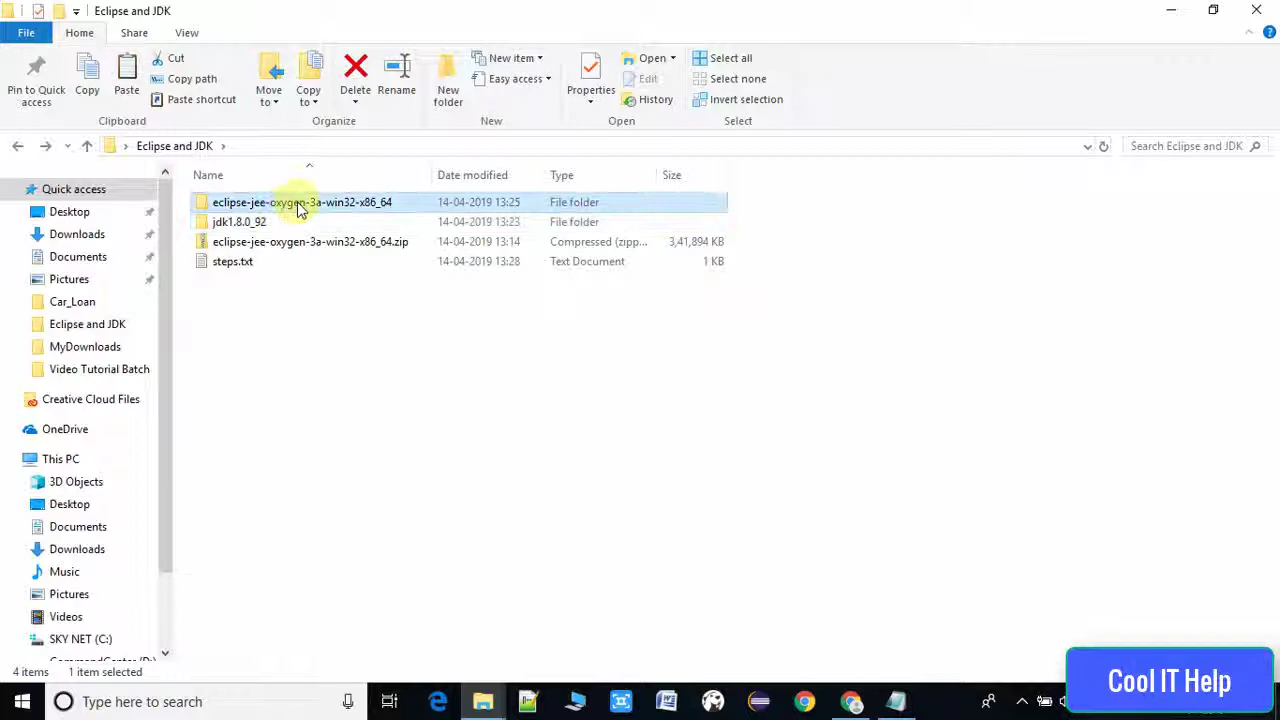 Eclipse and JDK
File Home Share View
Pin to Quick access
Copy
Paste
Cut
Copy path
Paste shortcut
Move to
Copy to
Delete
Rename
New folder
New item
Easy access
Properties
Open
Edit
History
Select all
Select none
Invert selection
Clipboard Organize New Open Select
Eclipse and JDK
Search Eclipse and JDK
Name Date modified Type Size
eclipse-jee-oxygen-3a-win32-x86_64 14-04-2019 13:25 File folder
jdk1.8.0_92 14-04-2019 13:23 File folder
eclipse-jee-oxygen-3a-win32-x86_64.zip 14-04-2019 13:14 Compressed (zipp... 3,41,894 KB
steps.txt 14-04-2019 13:28 Text Document 1 KB
Quick access
Desktop
Downloads
Documents
Pictures
Car_Loan
Eclipse and JDK
MyDownloads
Video Tutorial Batch
Creative Cloud Files
OneDrive
This PC
3D Objects
Desktop
Documents
Downloads
Music
Pictures
Videos
SKY NET (C:)
4 items 1 item selected
Cool IT Help
Type here to search